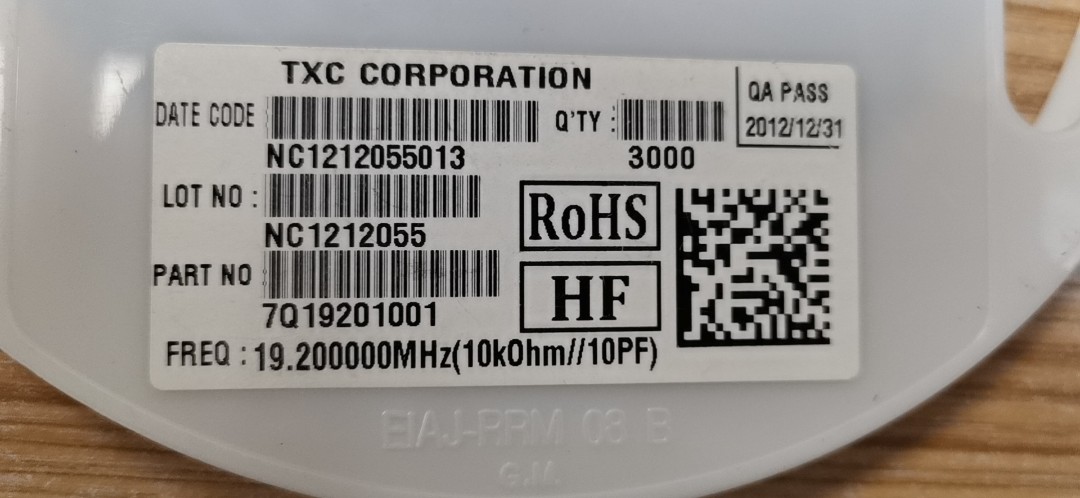 TXC CORPORATION
QA PASS
2012/12/31
DATE CODE
Q'TY :
NC1212055013
3000
LOT NO :
NC1212055
RoHS
PART NO
HF
7Q19201001
FREQ : 19.200000MHz(10kOhm//10PF)
EIAJ-RRM 08 B